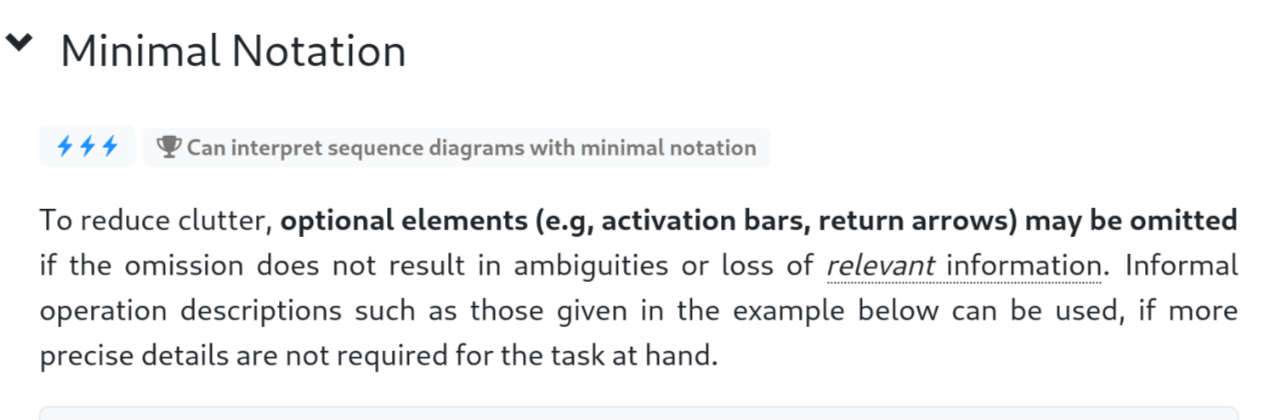 Minimal Notation
Can interpret sequence diagrams with minimal notation
To reduce clutter, optional elements (e.g, activation bars, return arrows) may be omitted
if the omission does not result in ambiguities or loss of relevant information. Informal
operation descriptions such as those given in the example below can be used, if more
precise details are not required for the task at hand.